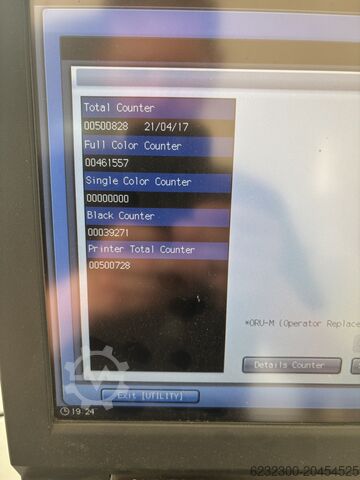 Total Counter
00500828 21/04/17
Full Color Counter
00461557
Single Color Counter
00000000
Black Counter
00039271
Printer Total Counter
00500728
*ORU-M (Operator Replace
Details Counter
Exit [UTILITY]
19:24
6232300-20454525